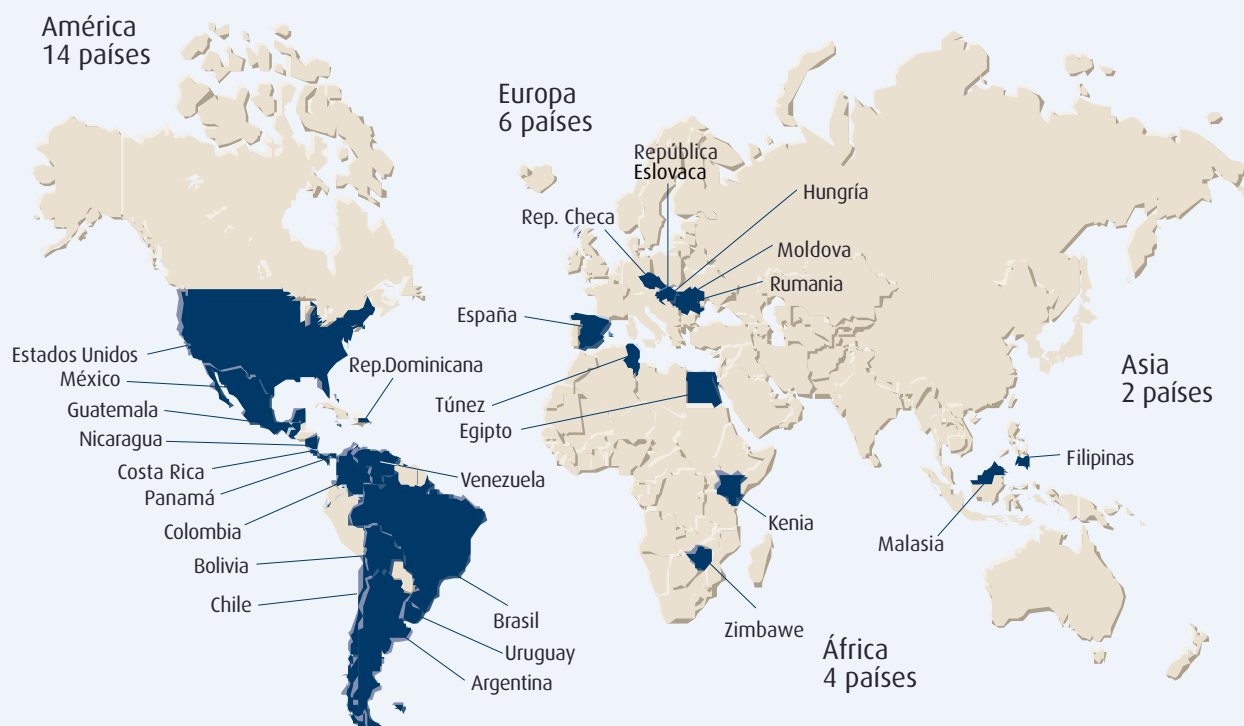 América
14 países
Europa
6 países
República
Eslovaca
Hungría
Rep. Checa
Moldova
Rumania
España
Estados Unidos
México
Rep.Dominicana
Asia
2 países
Guatemala
Túnez
Nicaragua
Egipto
Costa Rica
Filipinas
Panamá
Venezuela
Colombia
Kenia
Malasia
Bolivia
Chile
Brasil
Zimbawe
Uruguay
África
4 países
Argentina